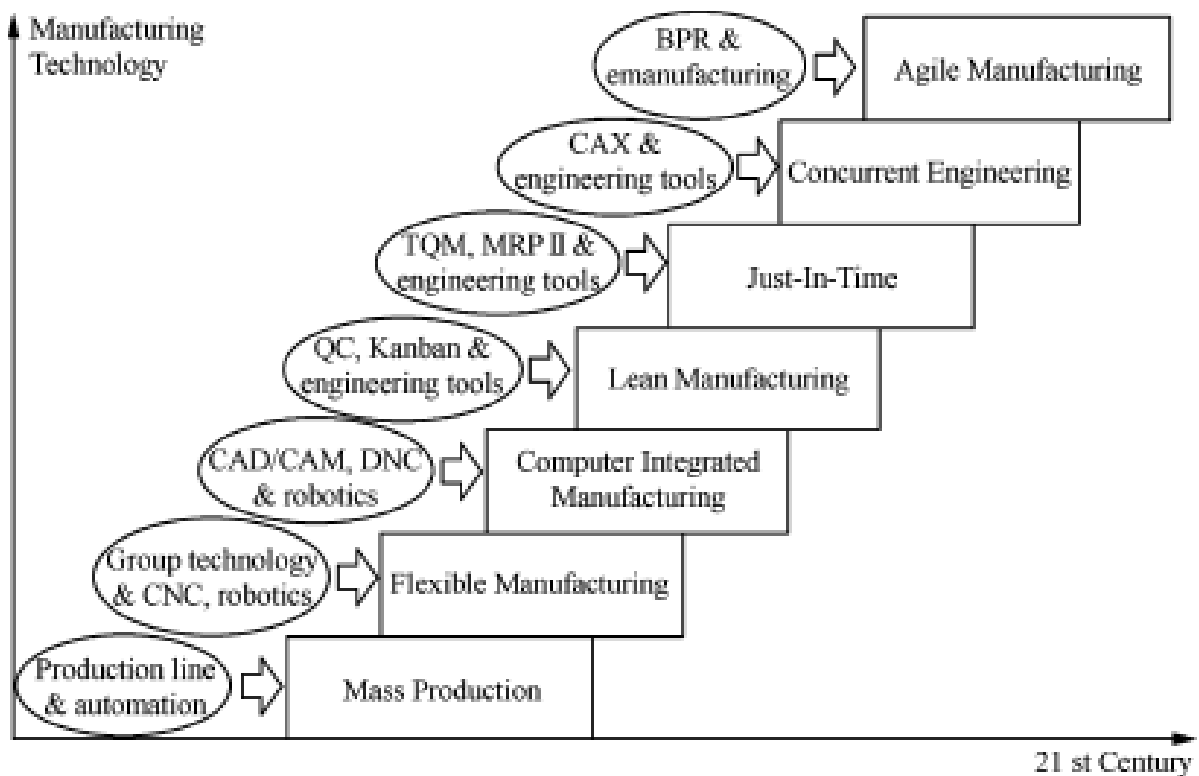 Manufacturing
Technology
BPR &
emanufacturing
Agile Manufacturing
CAX &
engineering tools
Concurrent Engineering
TQM, MRP II &
engineering tools
Just-In-Time
QC, Kanban &
engineering tools
Lean Manufacturing
CAD/CAM, DNC
& robotics
Computer Integrated
Manufacturing
Group technology
& CNC, robotics
Flexible Manufacturing
Production line
& automation
Mass Production
21 st Century